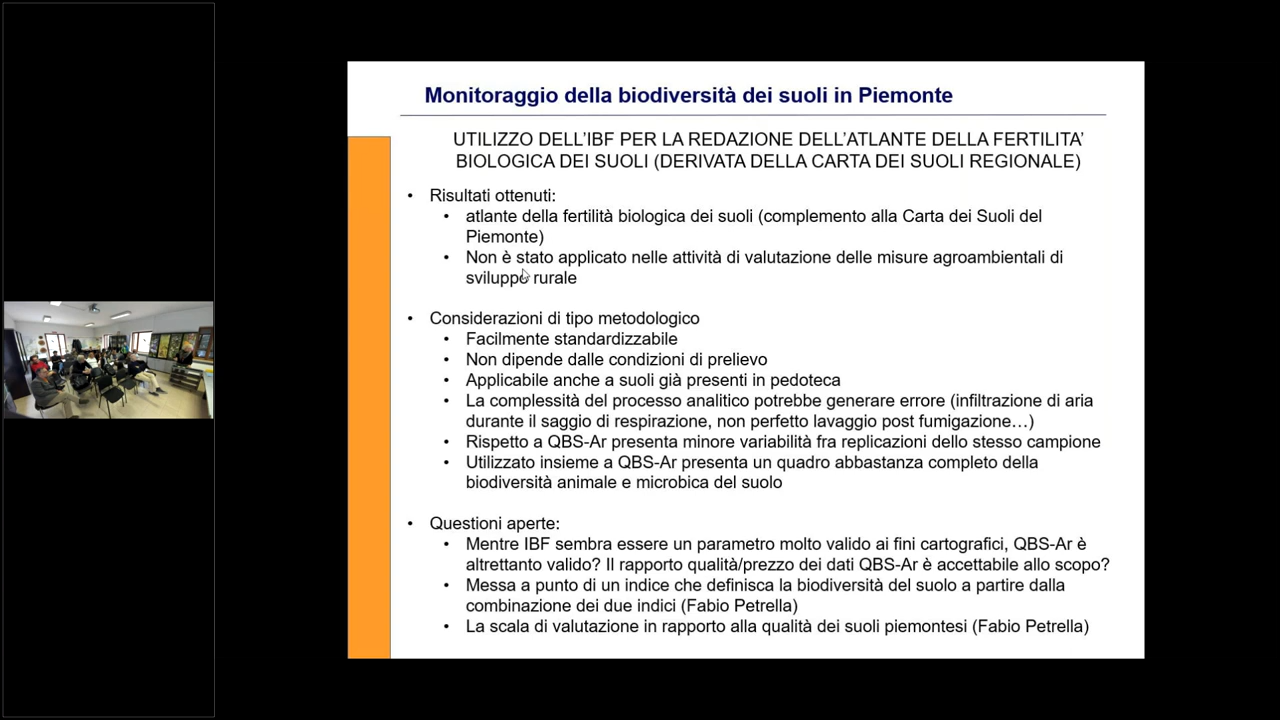 Monitoraggio della biodiversità dei suoli in Piemonte
UTILIZZO DELL'IBF PER LA REDAZIONE DELL'ATLANTE DELLA FERTILITA'
BIOLOGICA DEI SUOLI (DERIVATA DELLA CARTA DEI SUOLI REGIONALE)
• Risultati ottenuti:
• atlante della fertilità biologica dei suoli (complemento alla Carta dei Suoli del
Piemonte)
• Non è stato applicato nelle attività di valutazione delle misure agroambientali di
sviluppo rurale
• Considerazioni di tipo metodologico
• Facilmente standardizzabile
• Non dipende dalle condizioni di prelievo
• Applicabile anche a suoli già presenti in pedoteca
• La complessità del processo analitico potrebbe generare errore (infiltrazione di aria
durante il saggio di respirazione, non perfetto lavaggio post fumigazione…)
• Rispetto a QBS-Ar presenta minore variabilità fra replicazioni dello stesso campione
• Utilizzato insieme a QBS-Ar presenta un quadro abbastanza completo della
biodiversità animale e microbica del suolo
• Questioni aperte:
• Mentre IBF sembra essere un parametro molto valido ai fini cartografici, QBS-Ar è
altrettanto valido? Il rapporto qualità/prezzo dei dati QBS-Ar è accettabile allo scopo?
• Messa a punto di un indice che definisca la biodiversità del suolo a partire dalla
combinazione dei due indici (Fabio Petrella)
• La scala di valutazione in rapporto alla qualità dei suoli piemontesi (Fabio Petrella)